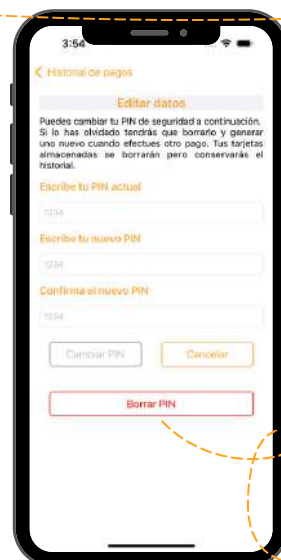 3:54
Historial de pagos
Editar datos
Puedes cambiar tu PIN de seguridad a continuación.
Si lo has olvidado tendrás que borrarlo y generar
uno nuevo cuando efectues otro pago. Tus tarjetas
almacenadas se borrarán pero conservarás el
historial.
Escribe tu PIN actual
1234
Escribe tu nuevo PIN
1234
Confirma el nuevo PIN
1234
Cambiar PIN
Cancelar
Borrar PIN